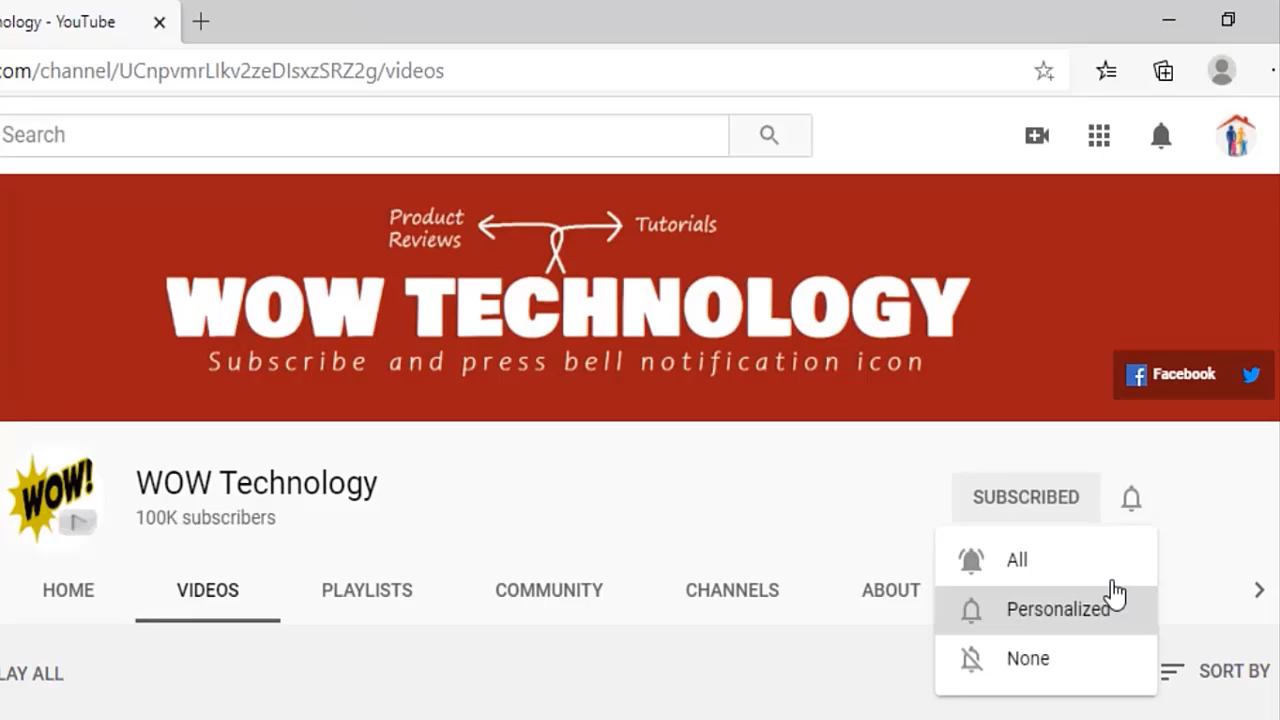 nology - YouTube
com/channel/UCnpvmrLIkv2zeDIsxzSRZ2g/videos
Search
Product
Reviews
Tutorials
WOW TECHNOLOGY
Subscribe and press bell notification icon
Facebook
WOW!
WOW Technology
100K subscribers
SUBSCRIBED
All
HOME VIDEOS PLAYLISTS COMMUNITY CHANNELS ABOUT
Personalized
None
LAY ALL
SORT BY